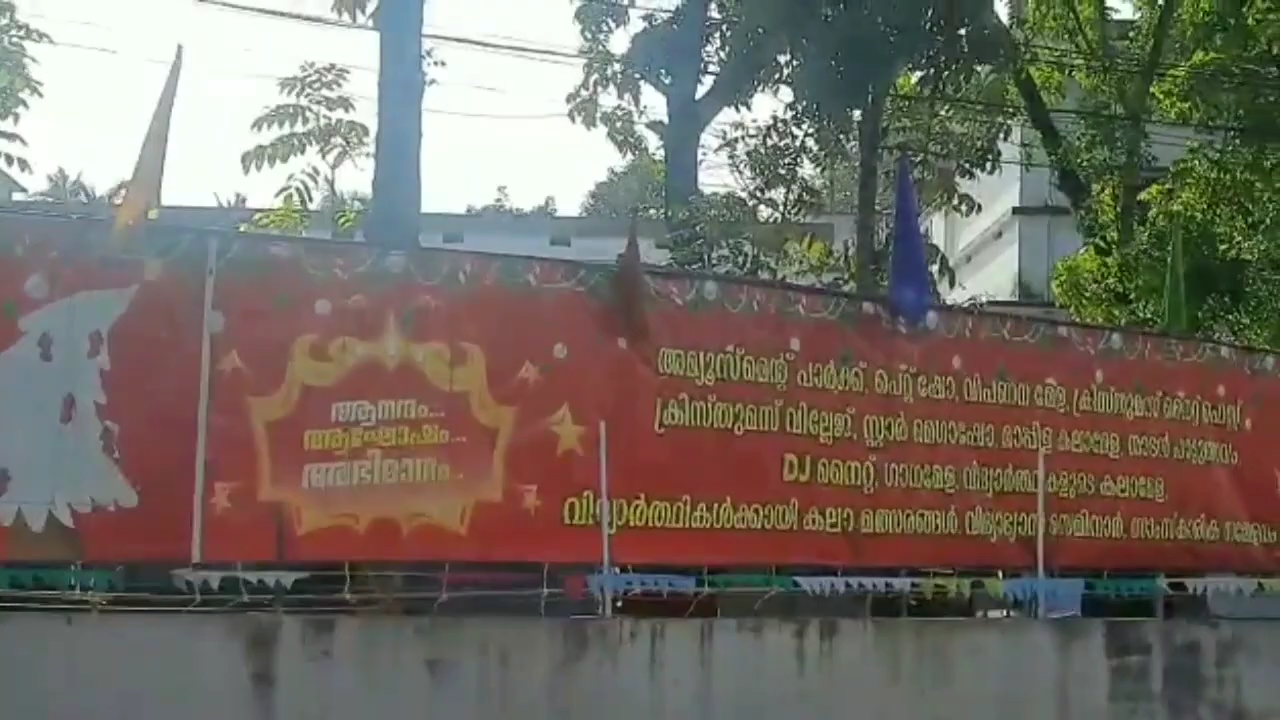 ആനന്ദം...
ആഘോഷം...
അഭിമാനം..
അമ്യൂസ്മെന്റ് പാർക്ക്, പെറ്റ് ഷോ, വിപണന മേള, ക്രിസ്തുമസ്
ക്രിസ്തുമസ് വില്ലേജ്, സ്റ്റാർ മെഗാഷോ, മാപ്പിള കലാമേള, നാടൻ പാട്ടുത്സവം,
DJ നൈറ്റ്, ഗാനമേള, വിദ്യാർത്ഥികളുടെ കലാമേള,
വിദ്യാർത്ഥികൾക്കായി കലാ മത്സരങ്ങൾ, വിദ്യാഭ്യാസ സെമിനാർ, സാംസ്കാരിക സമ്മേളനം